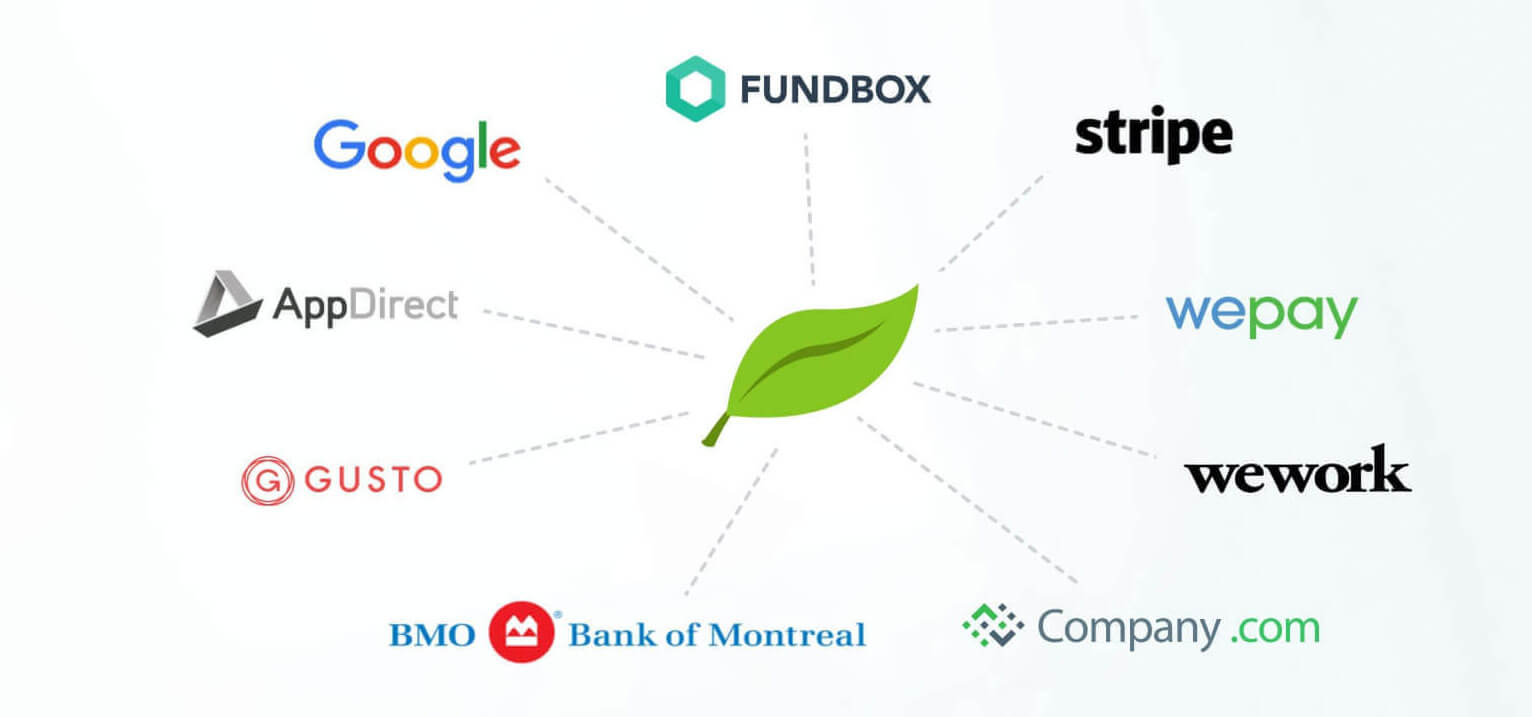 FUNDBOX
Google
stripe
AppDirect
wepay
G GUSTO
wework
BMO ® Bank of Montreal
Company.com